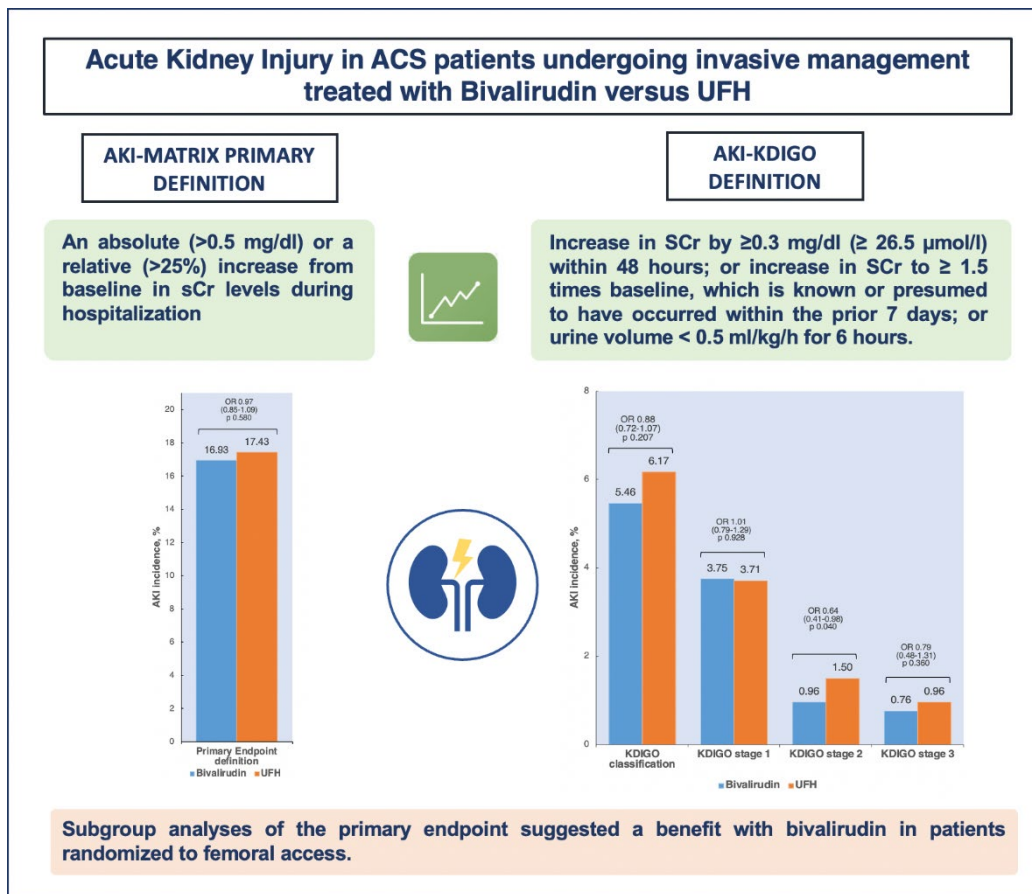 Acute Kidney Injury in ACS patients undergoing invasive management
treated with Bivalirudin versus UFH
AKI-MATRIX PRIMARY
DEFINITION
An absolute (>0.5 mg/dl) or a
relative (>25%) increase from
baseline in sCr levels during
hospitalization
AKI-KDIGO
DEFINITION
Increase in SCr by ≥0.3 mg/dl (≥ 26.5 μmol/l)
within 48 hours; or increase in SCr to ≥ 1.5
times baseline, which is known or presumed
to have occurred within the prior 7 days; or
urine volume < 0.5 ml/kg/h for 6 hours.
AKI incidence, %
20
18
16
14
12
10
8
6
4
2
0
OR 0.97
(0.85-1.09)
p 0.580
16.93
17.43
Primary Endpoint
definition
Bivalirudin UFH
AKI incidence, %
8
6
4
2
0
OR 0.88
(0.72-1.07)
p 0.207
5.46
6.17
OR 1.01
(0.79-1.29)
p 0.928
3.75
3.71
OR 0.64
(0.41-0.98)
p 0.040
0.96
1.50
OR 0.79
(0.48-1.31)
p 0.360
0.76
0.96
KDIGO
classification
KDIGO stage 1
KDIGO stage 2
KDIGO stage 3
Bivalirudin UFH
Subgroup analyses of the primary endpoint suggested a benefit with bivalirudin in patients
randomized to femoral access.